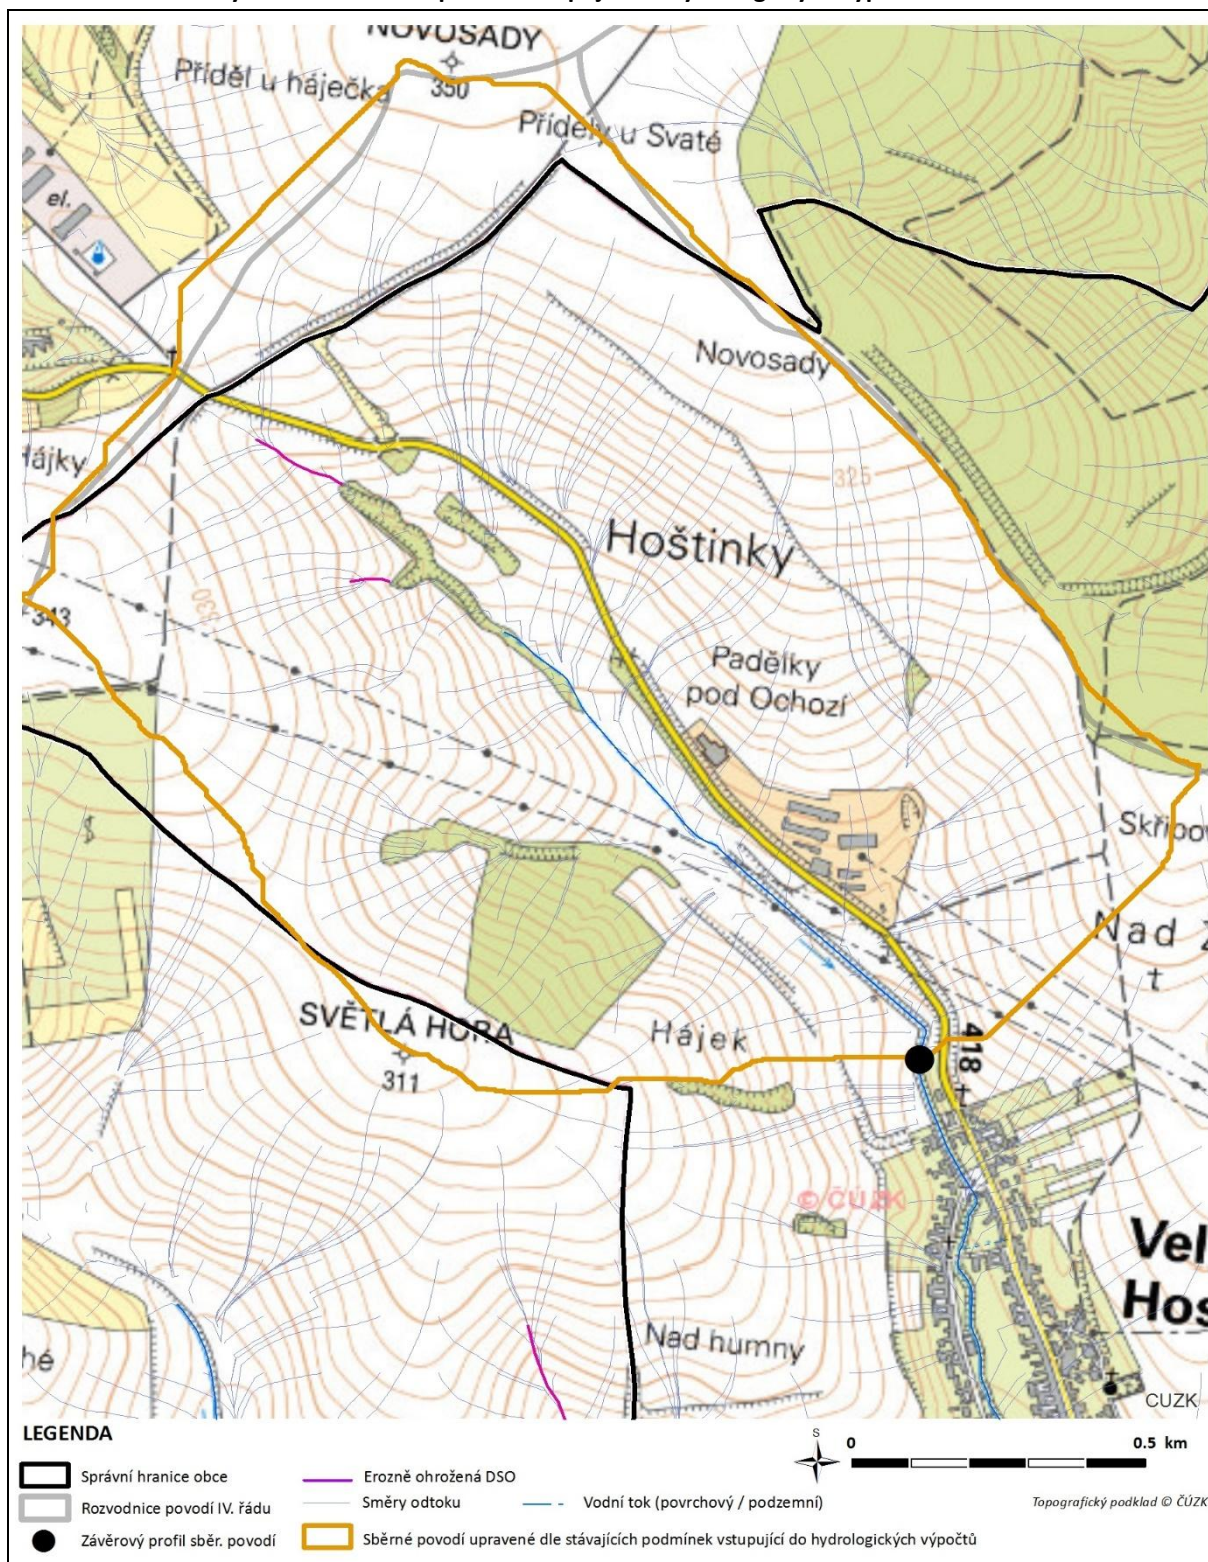 NOVOSADY
Příděl u háječka
350
Příděly u Svaté
el.
Novosady
Hájky
325
Hoštinky
330
343
Padělky
pod Ochozí
Nad
t
SVĚTLÁ HORA
311
Hájek
418
© ČÚZK
Vel
Hos
Nad humny
hé
CUZK
LEGENDA
S
0
0.5 km
Správní hranice obce
Erozně ohrožená DSO
Rozvodnice povodí IV. řádu
Směry odtoku
Vodní tok (povrchový / podzemní)
Topografický podklad © ČÚZK
Závěrový profil sběr. povodí
Sběrné povodí upravené dle stávajících podmínek vstupující do hydrologických výpočtů